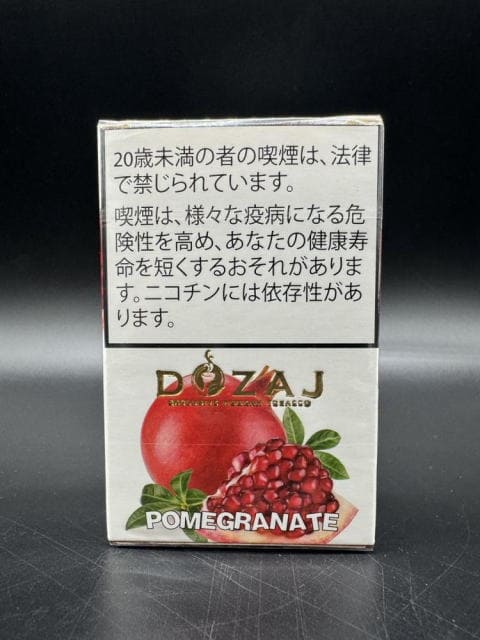 20歳未満の者の喫煙は、法律
で禁じられています。
喫煙は、様々な疫病になる危
険性を高め、あなたの健康寿
命を短くするおそれがありま
す。ニコチンには依存性があ
ります。
DOZAJ
TOBACCO
POMEGRANATE